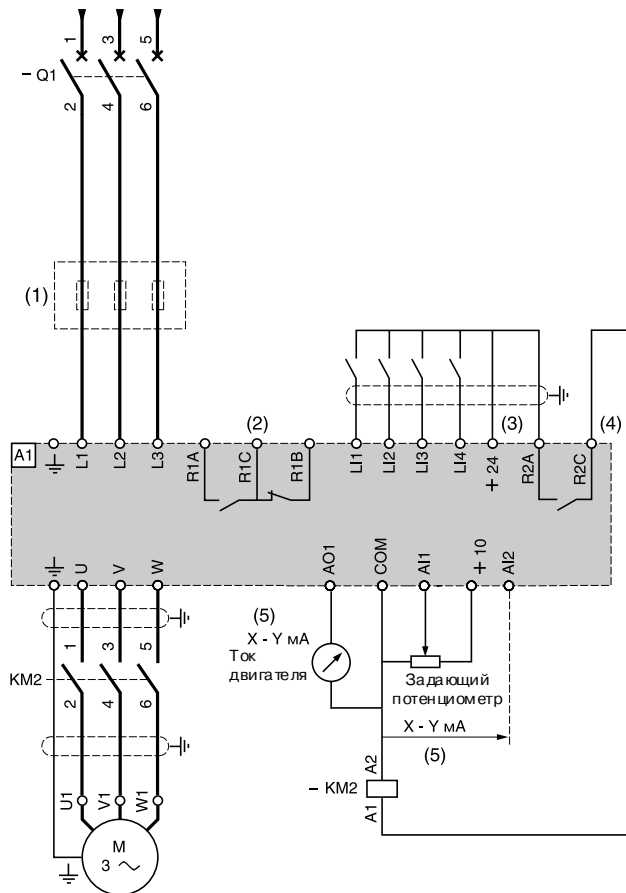 1 3 5
– Q1
2 4 6
(1)
(2) (3) (4)
A1
L1 L2 L3 R1A R1C R1B LI1 LI2 LI3 LI4 + 24 R2A R2C
U V W AO1 COM AI1 + 10 AI2
(5)
X - Y мА
Ток
двигателя
1 3 5
KM2
2 4 6
Задающий
потенциометр
X - Y мА
(5)
A2
– KM2
A1
U1 V1 W1
M
3